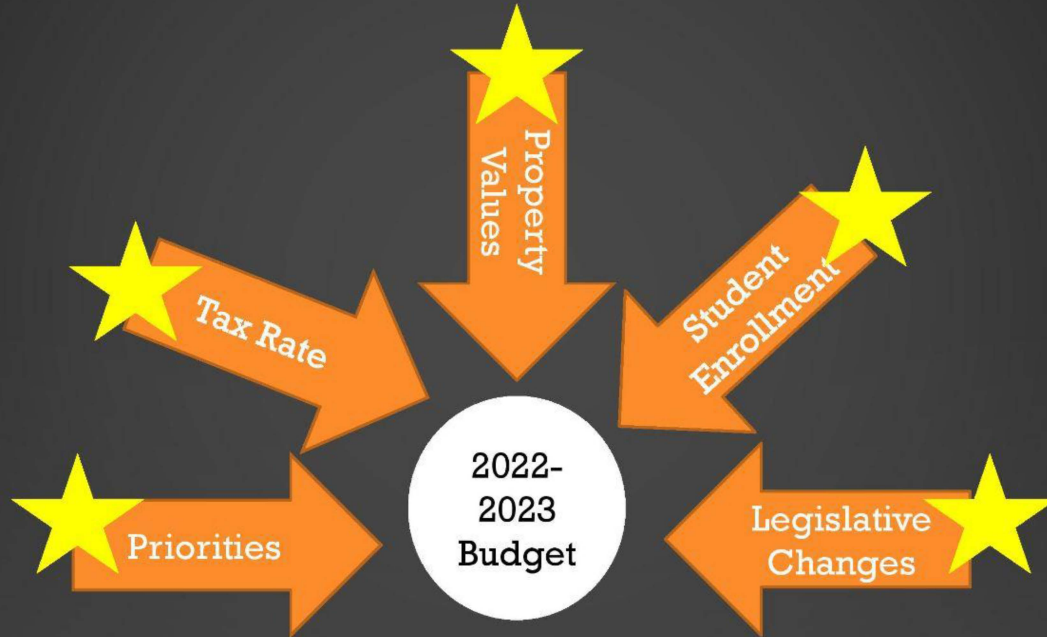 Property
Values
Student
Enrollment
Tax Rate
2022-
2023
Budget
Priorities
Legislative
Changes